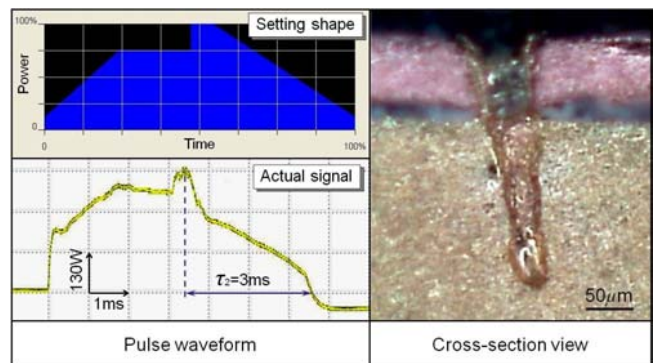 100%
Setting shape
Power
0
0
Time
100%
Actual signal
130W
1ms
τ2=3ms
50μm
Pulse waveform
Cross-section view